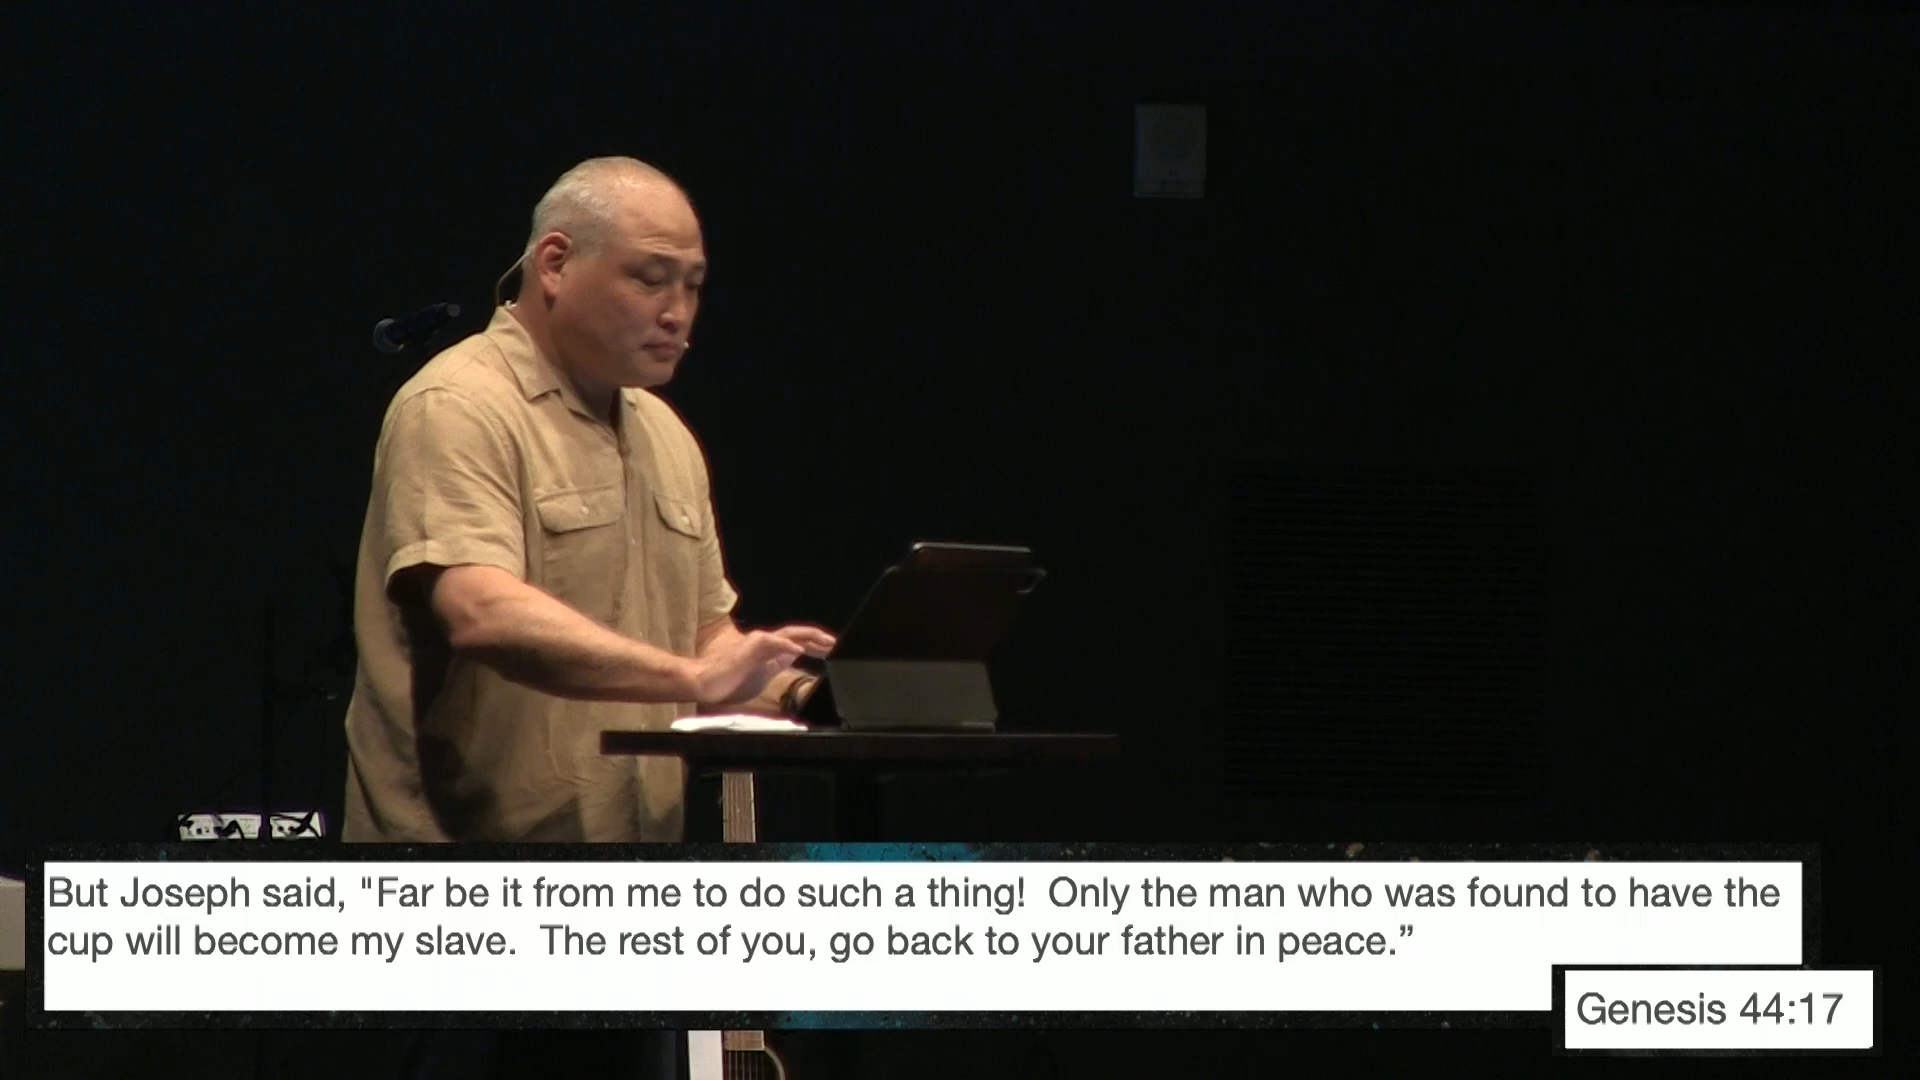 But Joseph said, "Far be it from me to do such a thing!  Only the man who was found to have the
cup will become my slave.  The rest of you, go back to your father in peace.”
Genesis 44:17